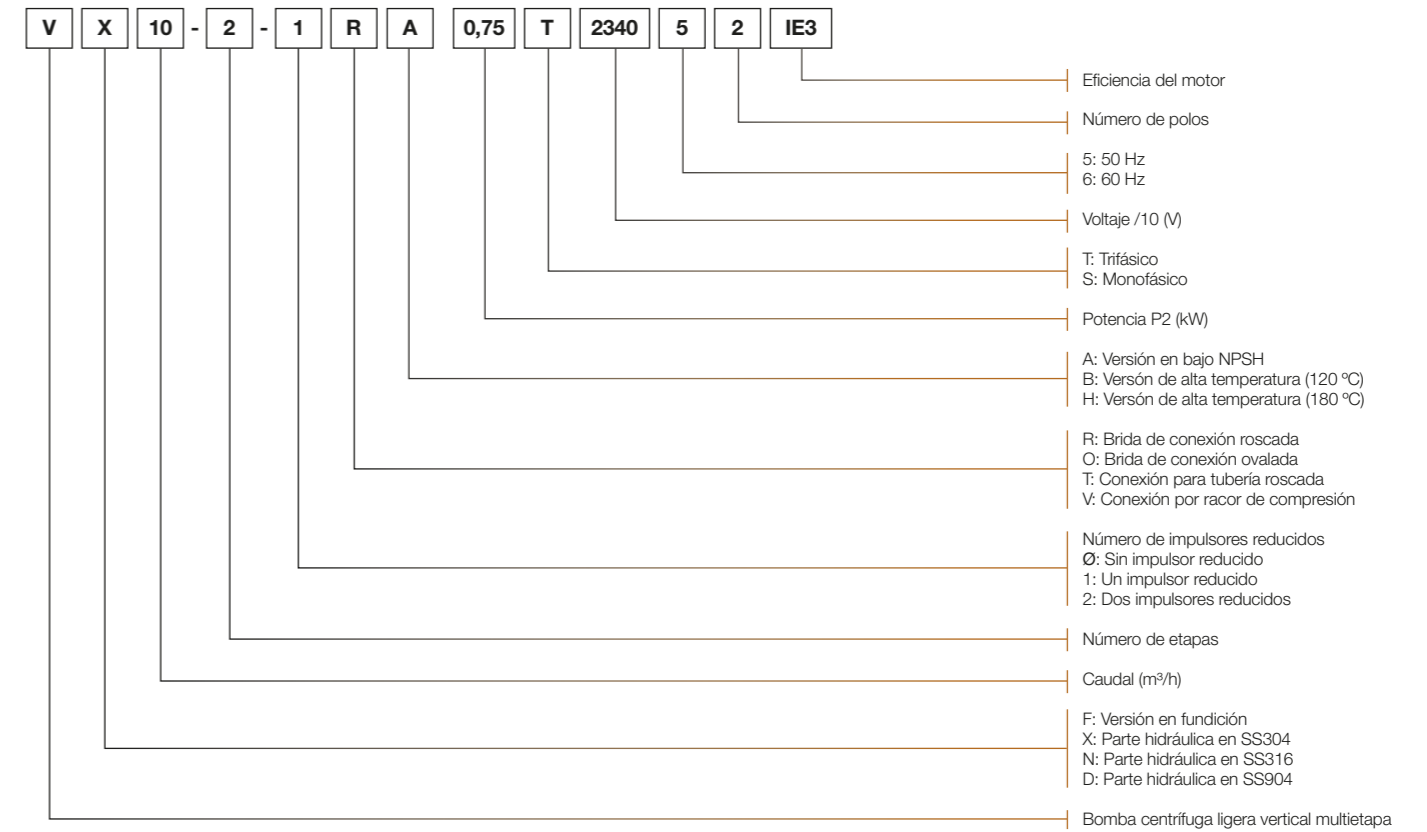 V X 10 - 2 - 1 R A 0,75 T 2340 5 2 IE3
Eficiencia del motor
Número de polos
5: 50 Hz
6: 60 Hz
Voltaje /10 (V)
T: Trifásico
S: Monofásico
Potencia P2 (kW)
A: Versión en bajo NPSH
B: Versón de alta temperatura (120 ºC)
H: Versón de alta temperatura (180 ºC)
R: Brida de conexión roscada
O: Brida de conexión ovalada
T: Conexión para tubería roscada
V: Conexión por racor de compresión
Número de impulsores reducidos
Ø: Sin impulsor reducido
1: Un impulsor reducido
2: Dos impulsores reducidos
Número de etapas
Caudal (m³/h)
F: Versión en fundición
X: Parte hidráulica en SS304
N: Parte hidráulica en SS316
D: Parte hidráulica en SS904
Bomba centrífuga ligera vertical multietapa